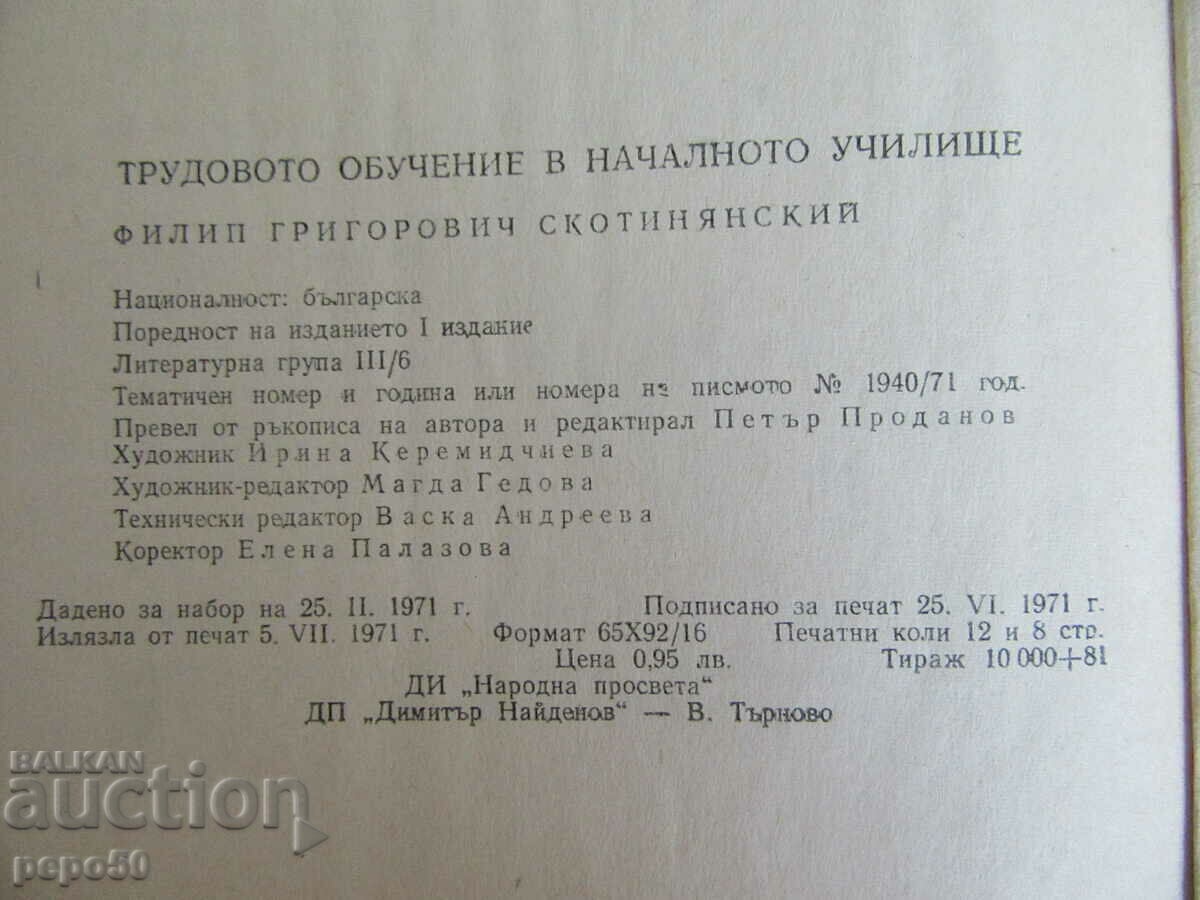 ТРУДОВОТО ОБУЧЕНИЕ В НАЧАЛНОТО УЧИЛИЩЕ
ФИЛИП ГРИГОРОВИЧ СКОТИНЯНСКИЙ
Националност: българска
Поредност на изданието I издание
Литературна група III/6
Тематичен номер и година или номера на писмото № 1940/71 год.
Превел от ръкописа на автора и редактирал Петър Проданов
Художник Ирина Керемидчиева
Художник-редактор Магда Гедова
Технически редактор Васка Андреева
Коректор Елена Палазова
Дадено за набор на 25. II. 1971 г. Подписано за печат 25. VI. 1971 г.
Излязла от печат 5. VII. 1971 г. Формат 65X92/16 Печатни коли 12 и 8 стр.
Цена 0,95 лв. Тираж 10 000+81
ДИ „Народна просвета“
ДП „Димитър Найденов“ — В. Търново
BALKAN
auction
pepo50